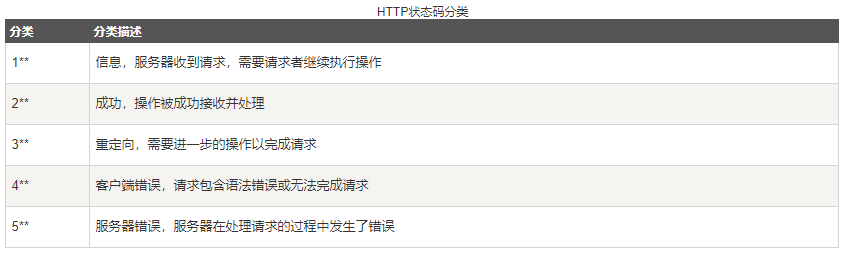 HTTP状态码分类
分类 分类描述
1** 信息，服务器收到请求，需要请求者继续执行操作
2** 成功，操作被成功接收并处理
3** 重定向，需要进一步的操作以完成请求
4** 客户端错误，请求包含语法错误或无法完成请求
5** 服务器错误，服务器在处理请求的过程中发生了错误